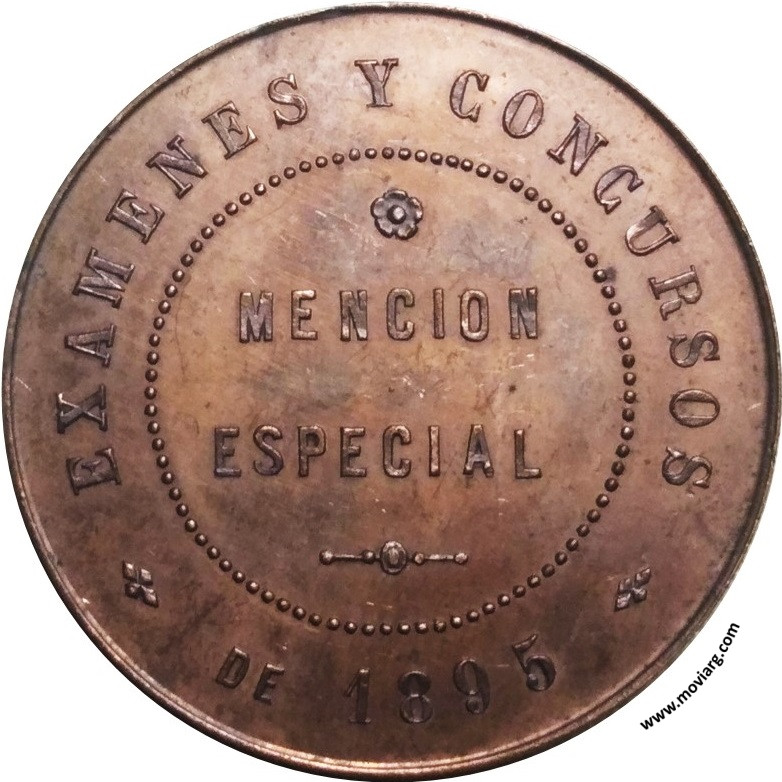 EXAMENES Y CONCURSOS
MENCION
ESPECIAL
DE 1895
www.moviarg.com